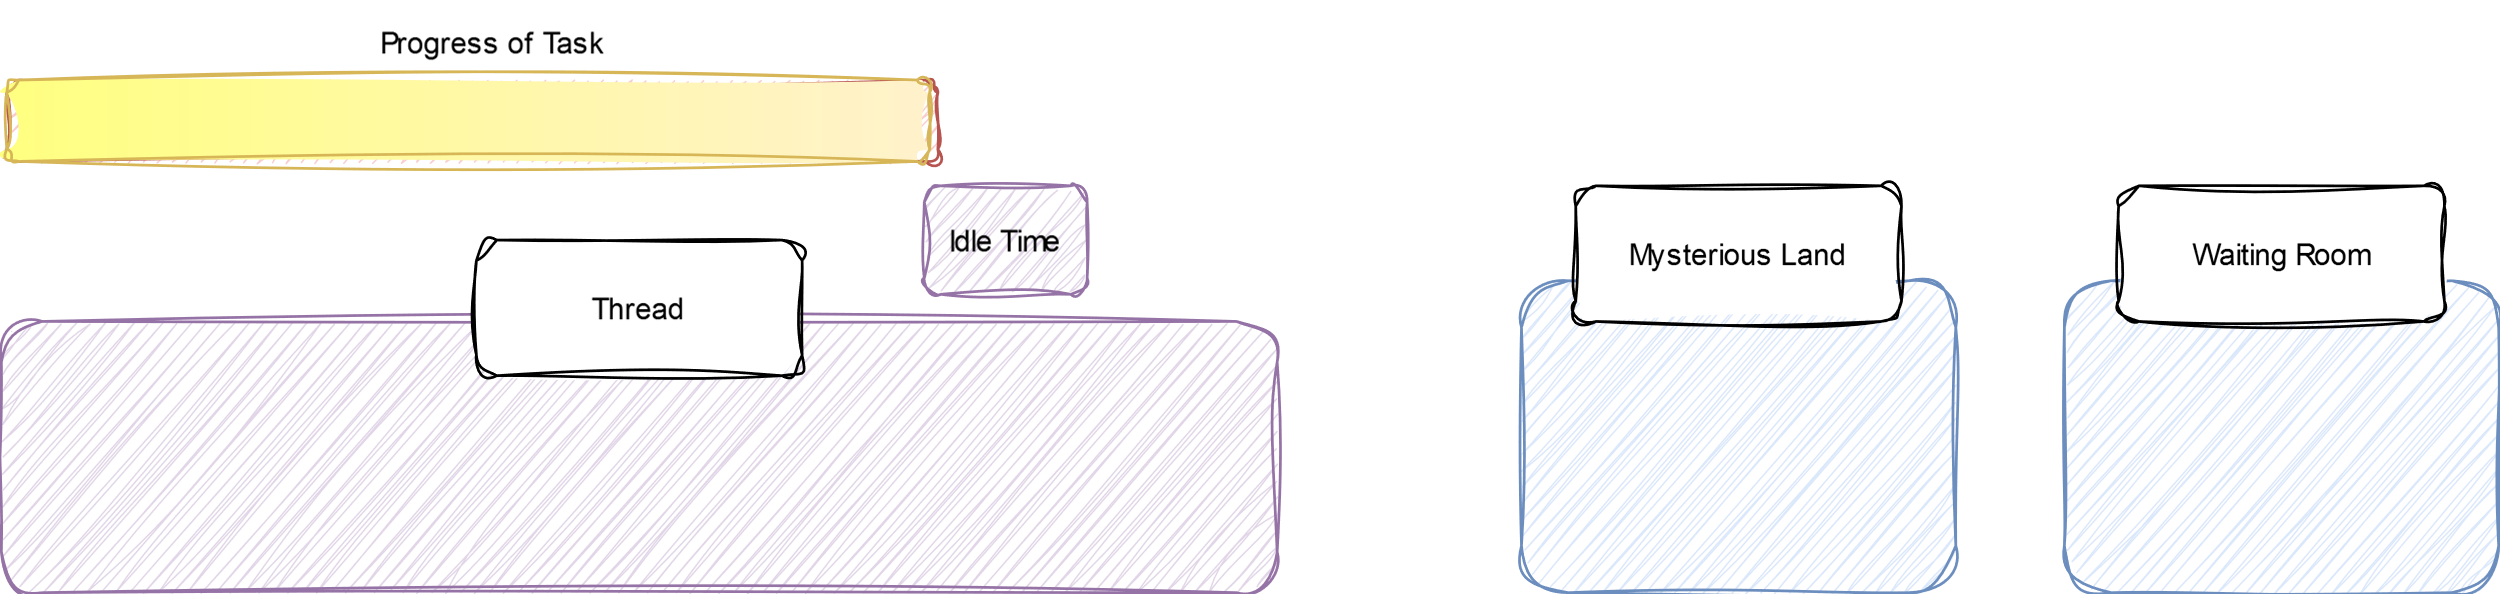 Progress of Task
Idle Time
Thread
Mysterious Land
Waiting Room